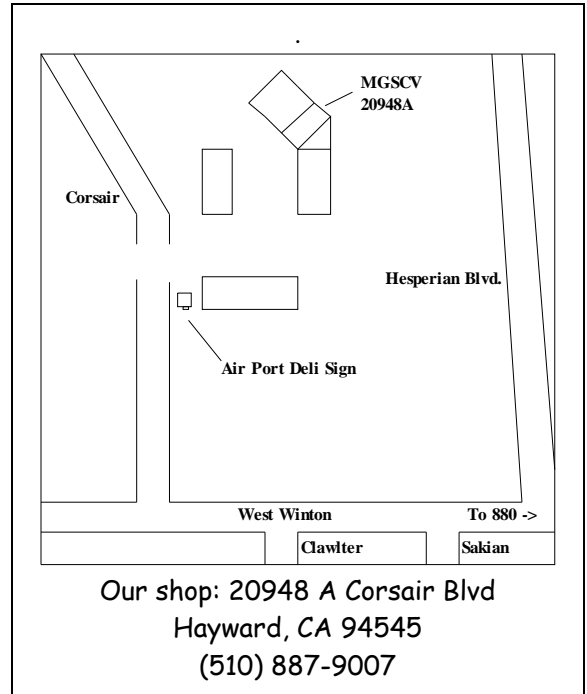 MGSCV
20948A
Corsair
Hesperian Blvd.
Air Port Deli Sign
West Winton
To 880 ->
Clawlter
Sakian
Our shop: 20948 A Corsair Blvd
Hayward, CA 94545
(510) 887-9007